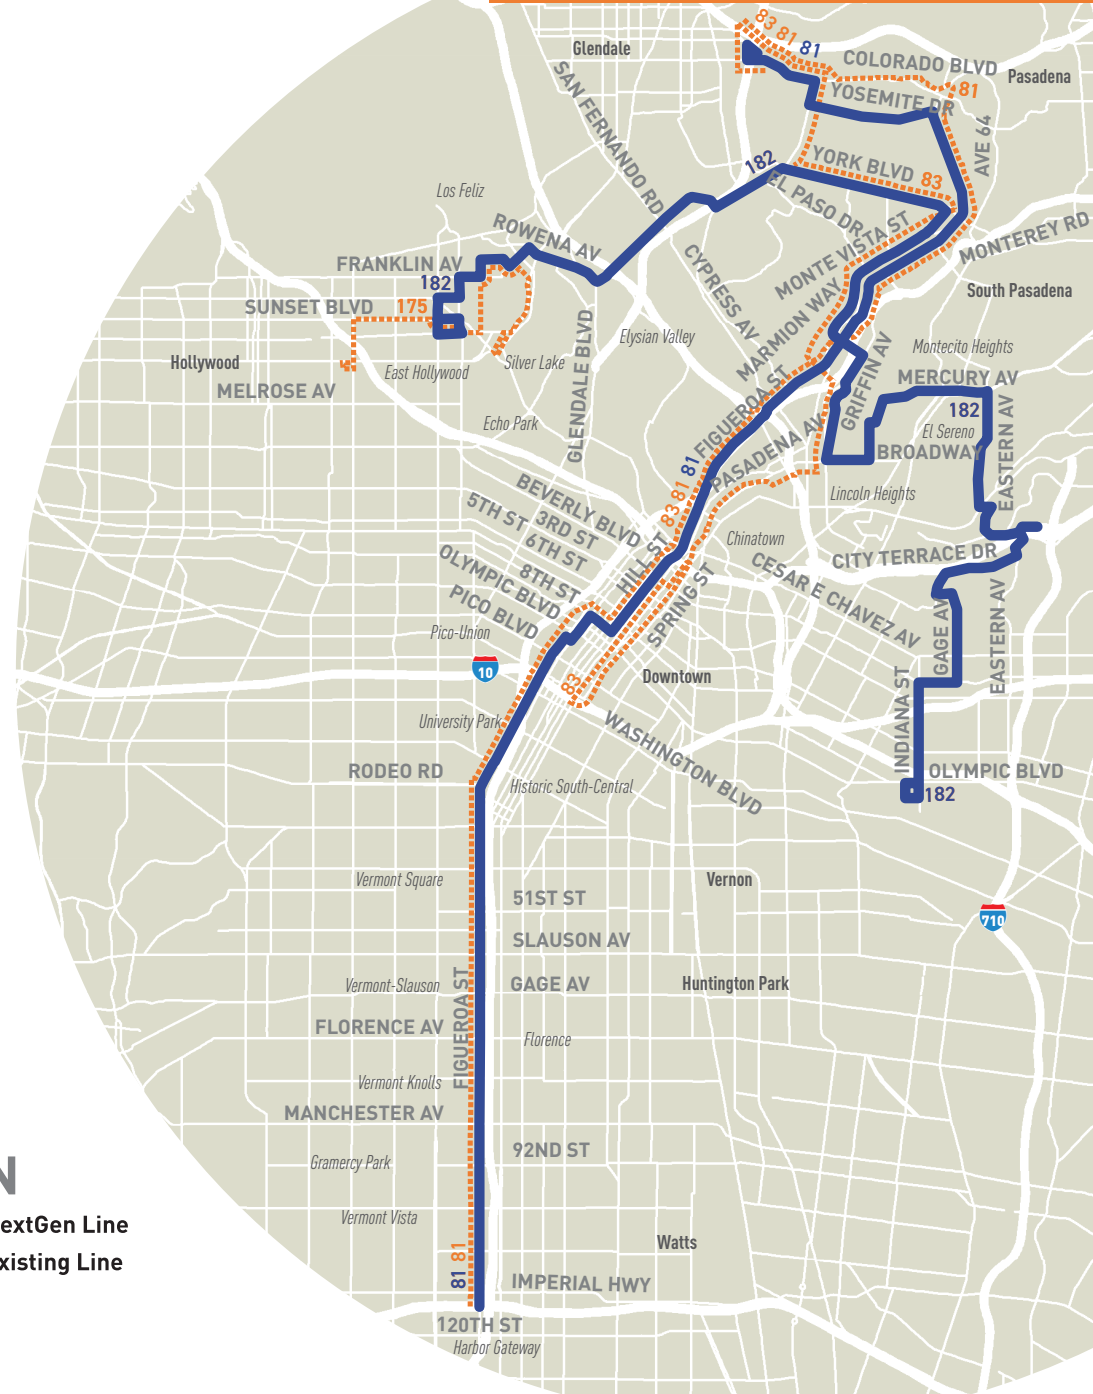 83
81
81
Glendale
COLORADO BLVD
Pasadena
81
YOSEMITE DR
SAN FERNANDO RD
AVE 64
182
YORK BLVD
83
EL PASO DR
Los Feliz
ROWENA AV
MONTE VISTA ST
MONTEREY RD
FRANKLIN AV
182
CYPRESS AV
South Pasadena
SUNSET BLVD
175
MARMION WAY
Elysian Valley
Montecito Heights
Hollywood
East Hollywood
Silver Lake
GLENDALE BLVD
GRIFFIN AV
MERCURY AV
MELROSE AV
FIGUEROA ST
182
Echo Park
El Sereno
EASTERN AV
PASADENA AV
BROADWAY
81
81
83
Lincoln Heights
BEVERLY BLVD
3RD ST
5TH ST
6TH ST
Chinatown
8TH ST
HILL ST
CITY TERRACE DR
OLYMPIC BLVD
CESAR E CHAVEZ AV
PICO BLVD
SPRING ST
Pico-Union
GAGE AV
EASTERN AV
10
Downtown
83
INDIANA ST
University Park
WASHINGTON BLVD
RODEO RD
OLYMPIC BLVD
Historic South-Central
182
Vermont Square
Vernon
51ST ST
710
SLAUSON AV
Vermont-Slauson
GAGE AV
Huntington Park
FLORENCE AV
FIGUEROA ST
Florence
Vermont Knolls
MANCHESTER AV
92ND ST
Gramercy Park
N
Vermont Vista
extGen Line
Watts
81
xisting Line
81
IMPERIAL HWY
120TH ST
Harbor Gateway